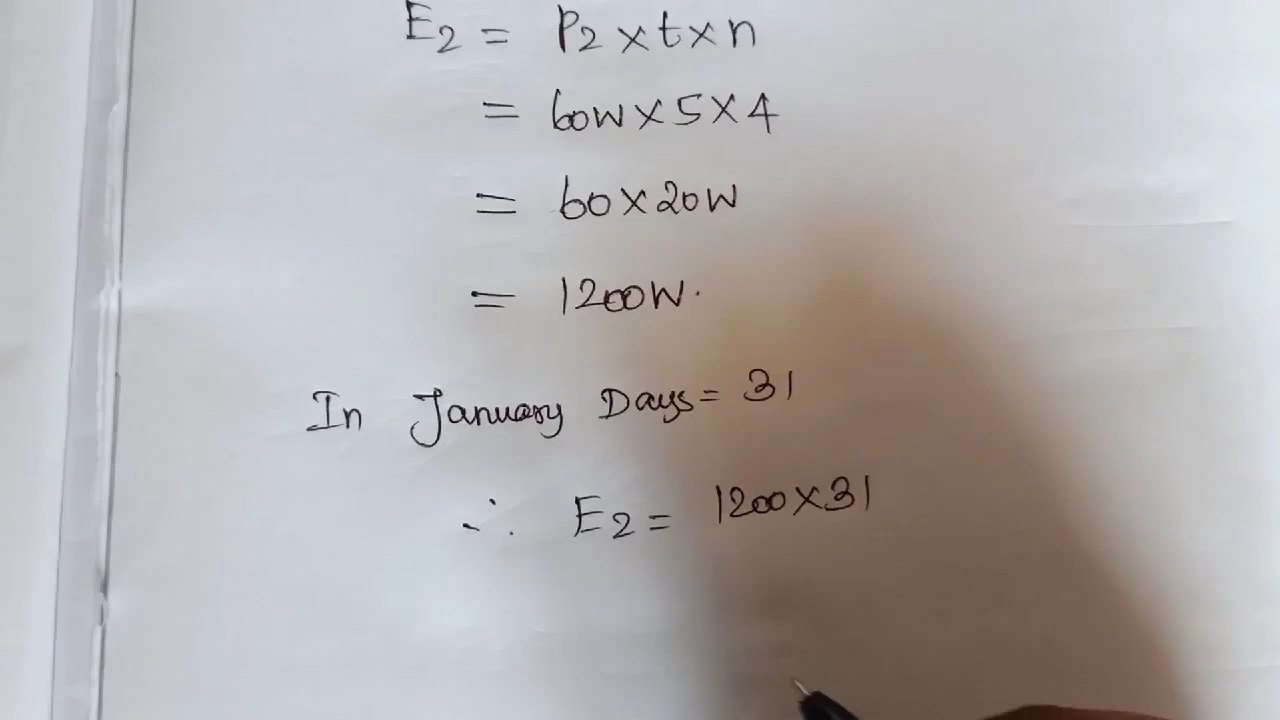 E2 = P2 × t × n
= 60W × 5 × 4
= 60 × 20W
= 1200W.
In January Days = 31
∴ E2 = 1200 × 31